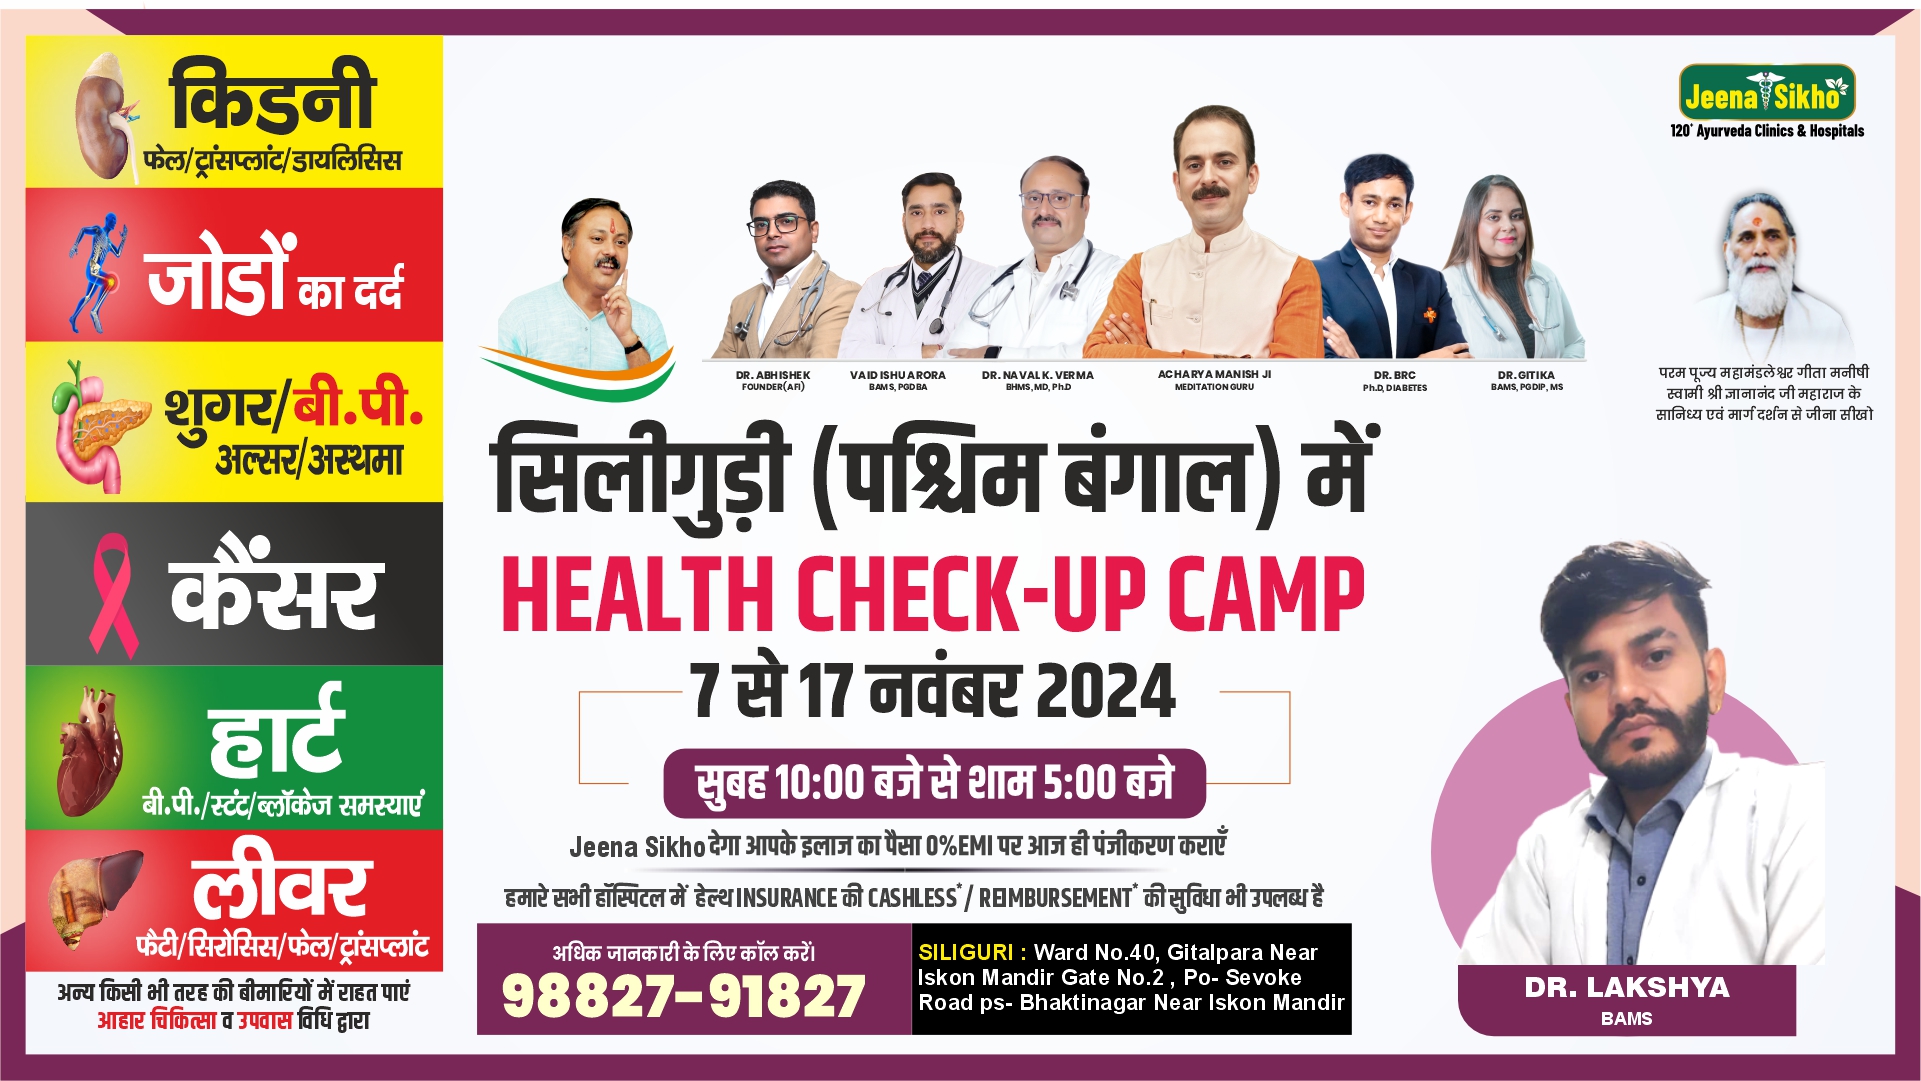 किडनी
फेल/ट्रांसप्लांट/डायलिसिस
जोडों का दर्द
शुगर/बी.पी.
अल्सर/अस्थमा
कैंसर
हार्ट
बी.पी./स्टंट/ब्लॉकेज समस्याएं
लीवर
फैटी/सिरोसिस/फेल/ट्रांसप्लांट
अन्य किसी भी तरह की बीमारियों में राहत पाएं
आहार चिकित्सा व उपवास विधि द्वारा
Jeena Sikho
120+ Ayurveda Clinics & Hospitals
DR. ABHISHEK
FOUNDER(AFI)
VAID ISHU ARORA
BAMS, PGDBA
DR. NAVAL K. VERMA
BHMS, MD, Ph.D
ACHARYA MANISH JI
MEDITATION GURU
DR. BRC
Ph.D, DIABETES
DR. GITIKA
BAMS, PGDIP, MS
परम पूज्य महामंडलेश्वर गीता मनीषी
स्वामी श्री ज्ञानानंद जी महाराज के
सानिध्य एवं मार्ग दर्शन से जीना सीखो
सिलीगुड़ी (पश्चिम बंगाल) में
HEALTH CHECK-UP CAMP
7 से 17 नवंबर 2024
सुबह 10:00 बजे से शाम 5:00 बजे
Jeena Sikho देगा आपके इलाज का पैसा 0%EMI पर आज ही पंजीकरण कराएँ
हमारे सभी हॉस्पिटल में हेल्थ INSURANCE की CASHLESS* / REIMBURSEMENT* की सुविधा भी उपलब्ध है
अधिक जानकारी के लिए कॉल करें।
98827-91827
SILIGURI : Ward No.40, Gitalpara Near
Iskon Mandir Gate No.2 , Po- Sevoke
Road ps- Bhaktinagar Near Iskon Mandir
DR. LAKSHYA
BAMS